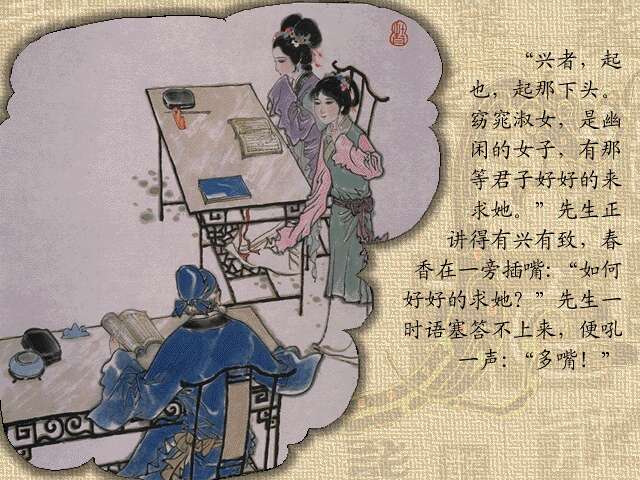 “兴者，起
也，起那下头。
窈窕淑女，是幽
闲的女子，有那
等君子好好的来
求她。”先生正
讲得有兴有致，春
香在一旁插嘴：“如何
好好的求她？”先生一
时语塞答不上来，便吼
一声：“多嘴！”